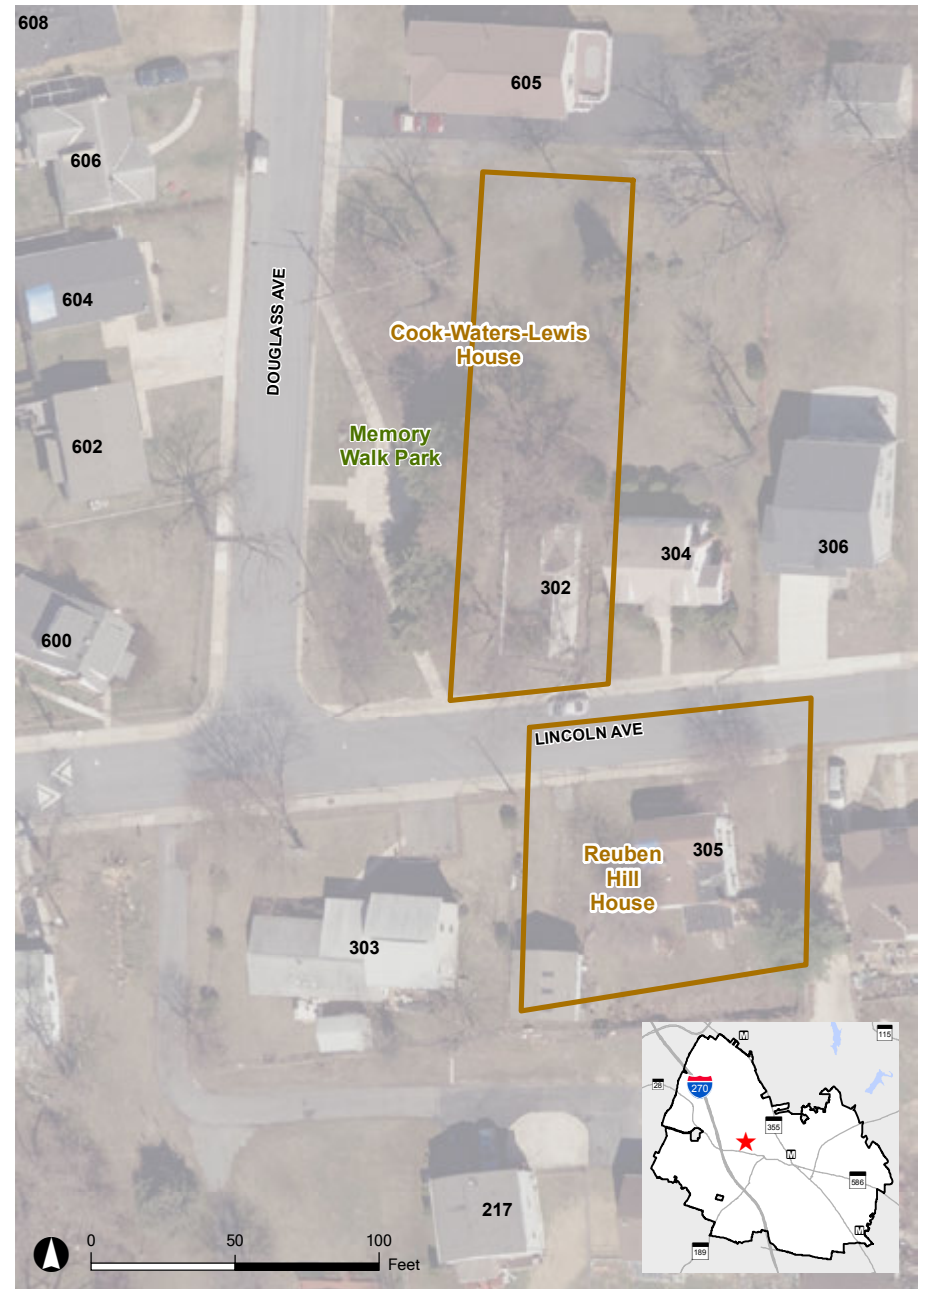 608
605
606
DOUGLASS AVE
604
Cook-Waters-Lewis
House
Memory
Walk Park
602
306
304
302
600
LINCOLN AVE
305
Reuben
Hill
House
303
217
0 50 100
Feet
M
115
28
270
355
M
586
M
189